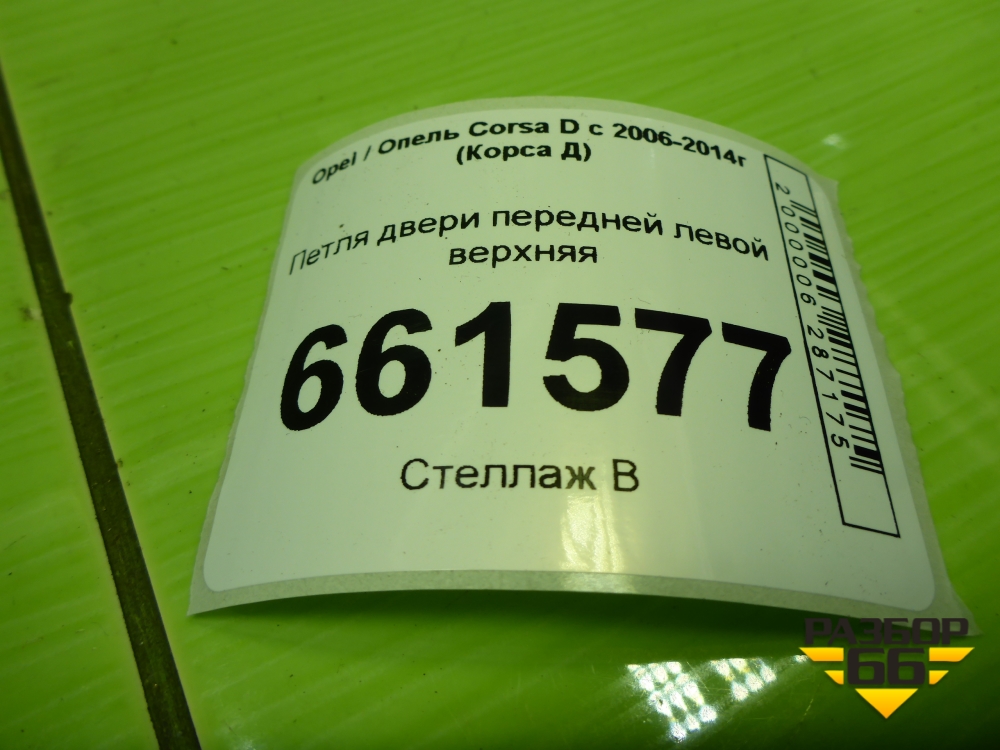 Opel / Опель Corsa D с 2006-2014г
(Корса Д)
Петля двери передней левой
верхняя
661577
Стеллаж В
2000006287175
РАЗБОР
66